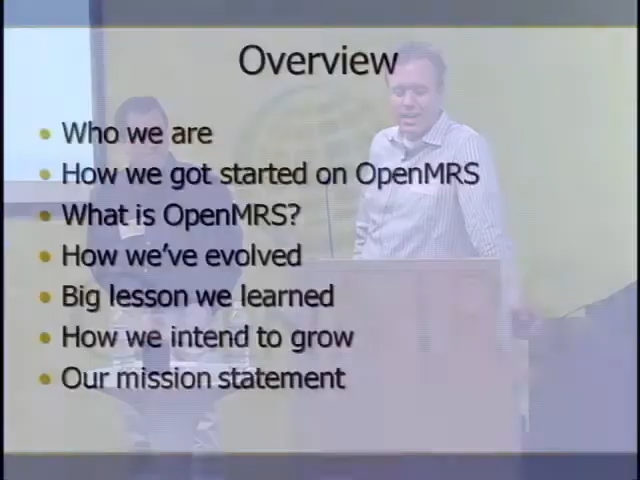 Overview
Who we are
How we got started on OpenMRS
What is OpenMRS?
How we've evolved
Big lesson we learned
How we intend to grow
Our mission statement